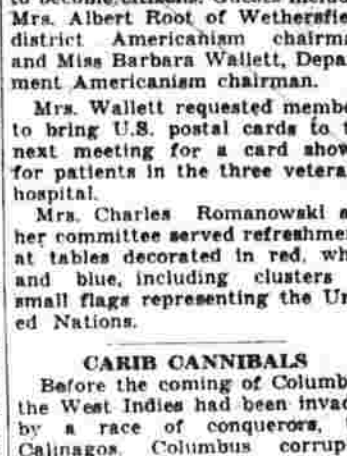 Mrs. Albert Root of Wethersfie
district Americanism chairma
and Miss Barbara Wallett, Depa
ment Americanism chairman.
Mrs. Wallett requested membe
to bring U.S. postal cards to t
next meeting for a card show
for patients in the three vetera
hospital.
Mrs. Charles Romanowski a
her committee served refreshmen
at tables decorated in red, whi
and blue, including clusters
small flags representing the Un
ed Nations.
CARIB CANNIBALS
Before the coming of Columb
the West Indies had been invad
by a race of conquerors,
Calinagos. Columbus corrup